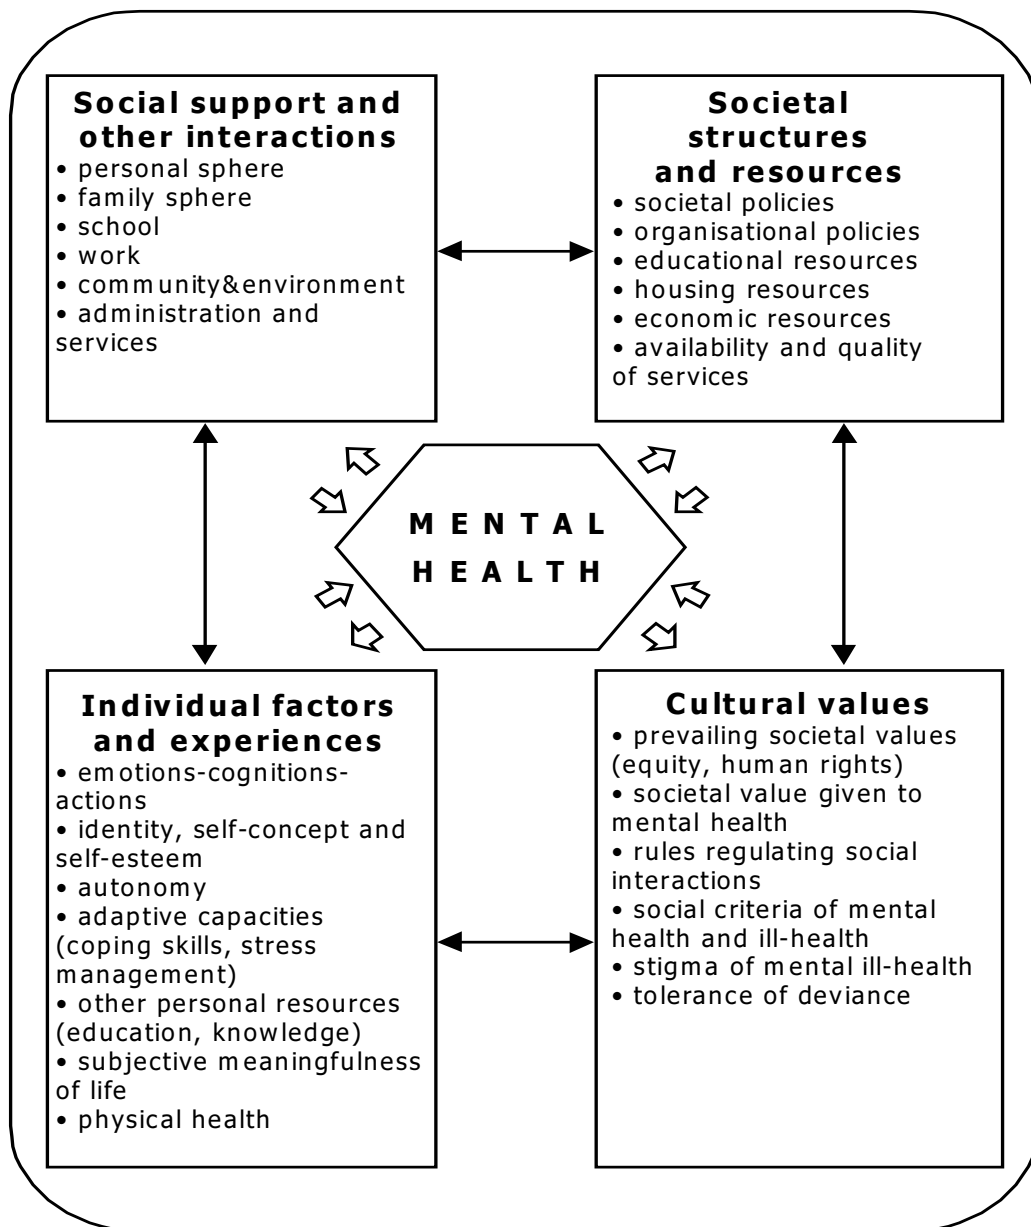 Social support and
other interactions
• personal sphere
• family sphere
• school
• work
• community&environment
• administration and
services
Societal
structures
and resources
• societal policies
• organisational policies
• educational resources
• housing resources
• economic resources
• availability and quality
of services
MENTAL
HEALTH
Individual factors
and experiences
• emotions-cognitions-
actions
• identity, self-concept and
self-esteem
• autonomy
• adaptive capacities
(coping skills, stress
management)
• other personal resources
(education, knowledge)
• subjective meaningfulness
of life
• physical health
Cultural values
• prevailing societal values
(equity, human rights)
• societal value given to
mental health
• rules regulating social
interactions
• social criteria of mental
health and ill-health
• stigma of mental ill-health
• tolerance of deviance